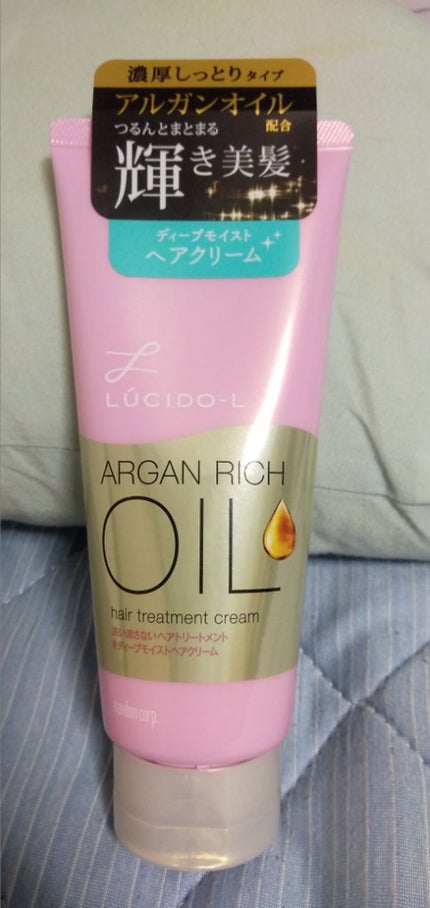 濃厚しっとりタイプ
アルガンオイル
配合
つるんとまとまる
輝き美髪
ディープモイスト
ヘアクリーム
LÚCIDO-L
ARGAN RICH
OIL
hair treatment cream
洗い流さないヘアトリートメント
#ディープモイストヘアクリーム
mandom corp.